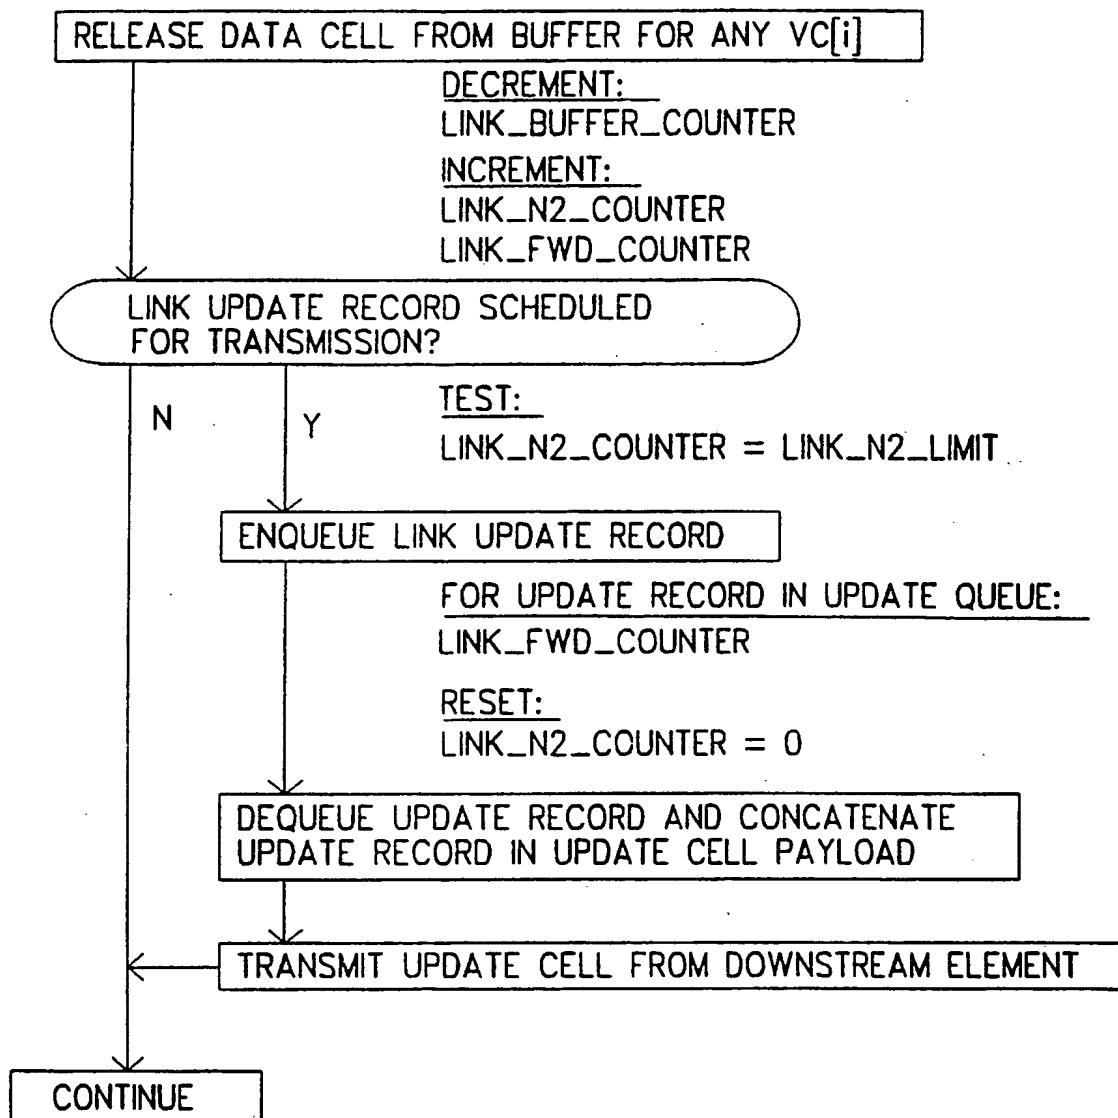 RELEASE DATA CELL FROM BUFFER FOR ANY VC[i]
DECREMENT:
LINK_BUFFER_COUNTER
INCREMENT:
LINK_N2_COUNTER
LINK_FWD_COUNTER
LINK UPDATE RECORD SCHEDULED
FOR TRANSMISSION?
N
Y
TEST:
LINK_N2_COUNTER = LINK_N2_LIMIT
ENQUEUE LINK UPDATE RECORD
FOR UPDATE RECORD IN UPDATE QUEUE:
LINK_FWD_COUNTER
RESET:
LINK_N2_COUNTER = 0
DEQUEUE UPDATE RECORD AND CONCATENATE
UPDATE RECORD IN UPDATE CELL PAYLOAD
TRANSMIT UPDATE CELL FROM DOWNSTREAM ELEMENT
CONTINUE